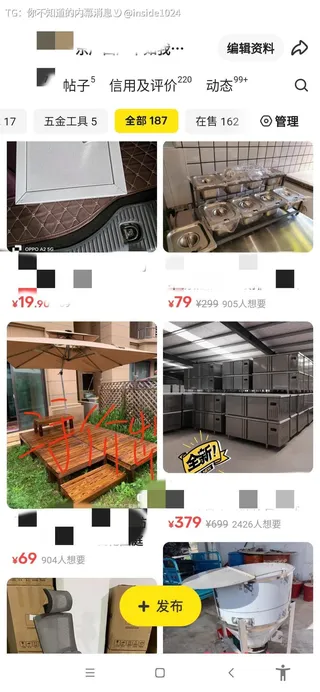 TG：你不知道的内幕消息 @inside1024
编辑资料
帖子5 信用及评价220 动态99+
17 五金工具 5 全部 187 在售 162 管理
OPPO A2 5G
¥79 ¥299 905人想要
¥19.90
全新！
¥379 ¥699 2426人想要
¥69 904人想要
+ 发布